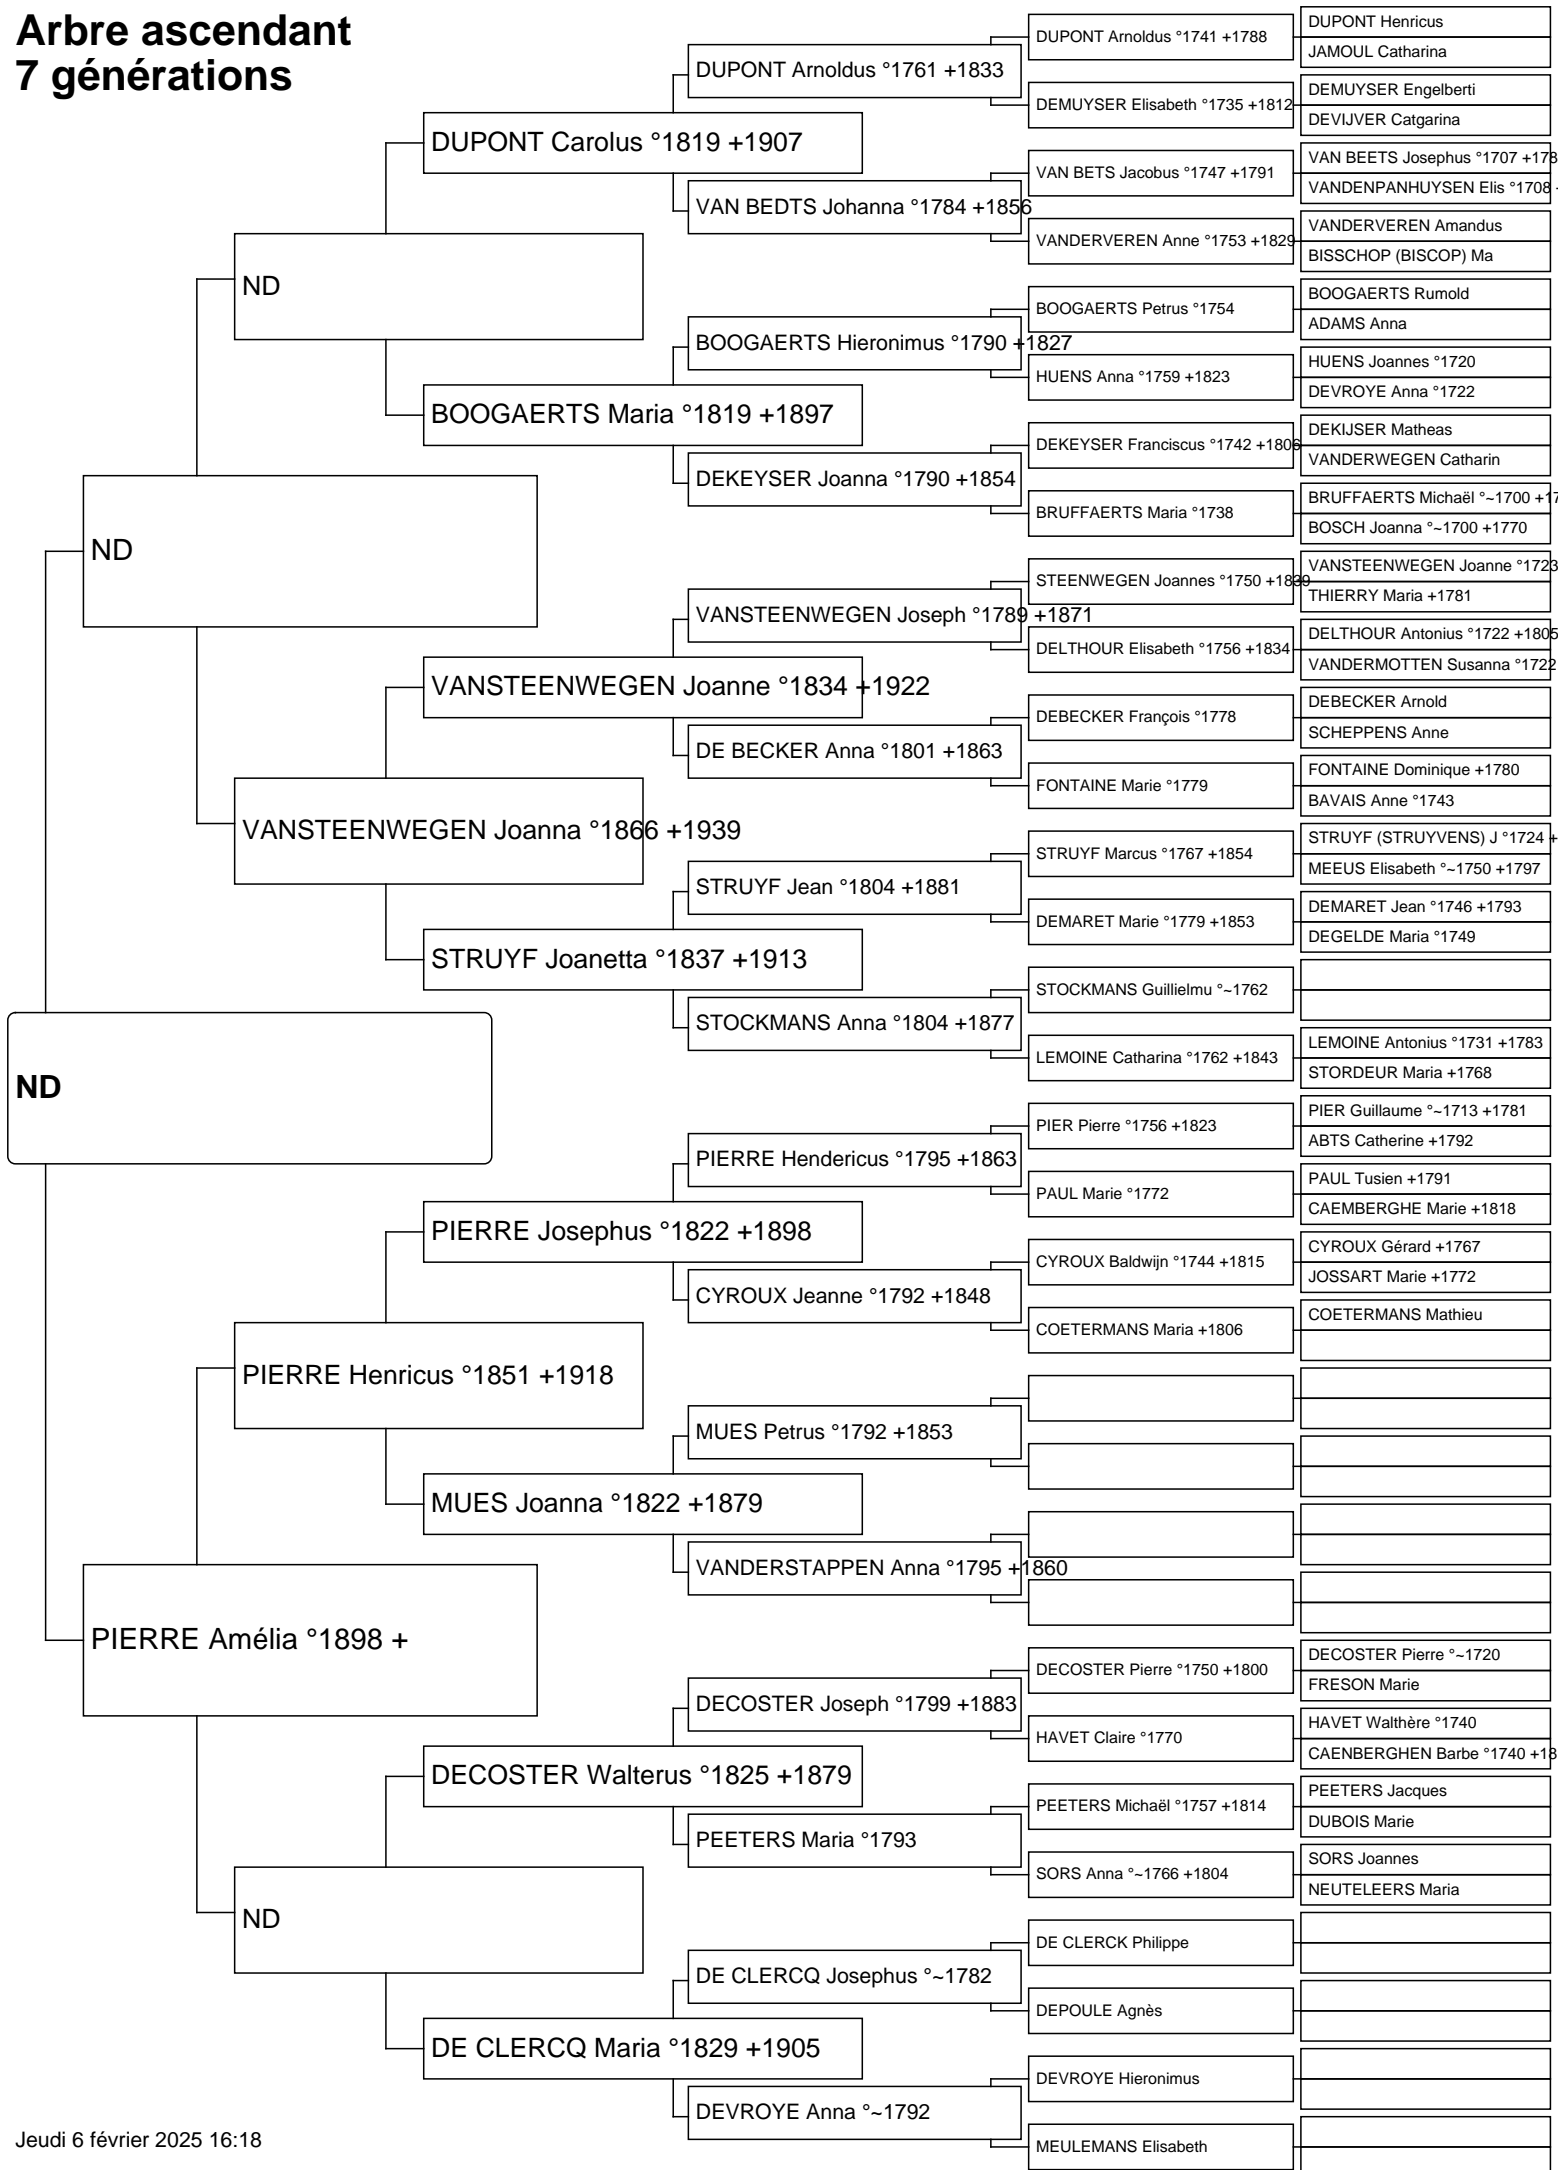 Arbre ascendant
7 générations
ND
ND
PIERRE Amélia °1898 +
ND
VANSTEENWEGEN Joanna °1866 +1939
PIERRE Henricus °1851 +1918
ND
DUPONT Carolus °1819 +1907
BOOGAERTS Maria °1819 +1897
VANSTEENWEGEN Joanne °1834 +1922
STRUYF Joanetta °1837 +1913
PIERRE Josephus °1822 +1898
MUES Joanna °1822 +1879
DECOSTER Walterus °1825 +1879
DE CLERCQ Maria °1829 +1905
DUPONT Arnoldus °1761 +1833
VAN BEDTS Johanna °1784 +1856
BOOGAERTS Hieronimus °1790 +1827
DEKEYSER Joanna °1790 +1854
VANSTEENWEGEN Joseph °1789 +1871
DE BECKER Anna °1801 +1863
STRUYF Jean °1804 +1881
STOCKMANS Anna °1804 +1877
PIERRE Hendericus °1795 +1863
CYROUX Jeanne °1792 +1848
MUES Petrus °1792 +1853
VANDERSTAPPEN Anna °1795 +1860
DECOSTER Joseph °1799 +1883
PEETERS Maria °1793
DE CLERCQ Josephus °~1782
DEVROYE Anna °~1792
DUPONT Arnoldus °1741 +1788
DEMUYSER Elisabeth °1735 +1812
VAN BETS Jacobus °1747 +1791
VANDERVEREN Anne °1753 +1829
BOOGAERTS Petrus °1754
HUENS Anna °1759 +1823
DEKEYSER Franciscus °1742 +1806
BRUFFAERTS Maria °1738
STEENWEGEN Joannes °1750 +1839
DELTHOUR Elisabeth °1756 +1834
DEBECKER François °1778
FONTAINE Marie °1779
STRUYF Marcus °1767 +1854
DEMARET Marie °1779 +1853
STOCKMANS Guillielmu °~1762
LEMOINE Catharina °1762 +1843
PIER Pierre °1756 +1823
PAUL Marie °1772
CYROUX Baldwijn °1744 +1815
COETERMANS Maria +1806
DECOSTER Pierre °1750 +1800
HAVET Claire °1770
PEETERS Michaël °1757 +1814
SORS Anna °~1766 +1804
DE CLERCK Philippe
DEPOULE Agnès
DEVROYE Hieronimus
MEULEMANS Elisabeth
DUPONT Henricus
JAMOUL Catharina
DEMUYSER Engelberti
DEVIJVER Catgarina
VAN BEETS Josephus °1707 +178
VANDENPANHUYSEN Elis °1708
VANDERVEREN Amandus
BISSCHOP (BISCOP) Ma
BOOGAERTS Rumold
ADAMS Anna
HUENS Joannes °1720
DEVROYE Anna °1722
DEKIJSER Matheas
VANDERWEGEN Catharin
BRUFFAERTS Michaël °~1700 +17
BOSCH Joanna °~1700 +1770
VANSTEENWEGEN Joanne °1723
THIERRY Maria +1781
DELTHOUR Antonius °1722 +1805
VANDERMOTTEN Susanna °1722
DEBECKER Arnold
SCHEPPENS Anne
FONTAINE Dominique +1780
BAVAIS Anne °1743
STRUYF (STRUYVENS) J °1724 +
MEEUS Elisabeth °~1750 +1797
DEMARET Jean °1746 +1793
DEGELDE Maria °1749
LEMOINE Antonius °1731 +1783
STORDEUR Maria +1768
PIER Guillaume °~1713 +1781
ABTS Catherine +1792
PAUL Tusien +1791
CAEMBERGHE Marie +1818
CYROUX Gérard +1767
JOSSART Marie +1772
COETERMANS Mathieu
DECOSTER Pierre °~1720
FRESON Marie
HAVET Walthère °1740
CAENBERGHEN Barbe °1740 +18
PEETERS Jacques
DUBOIS Marie
SORS Joannes
NEUTELEERS Maria
Jeudi 6 février 2025 16:18